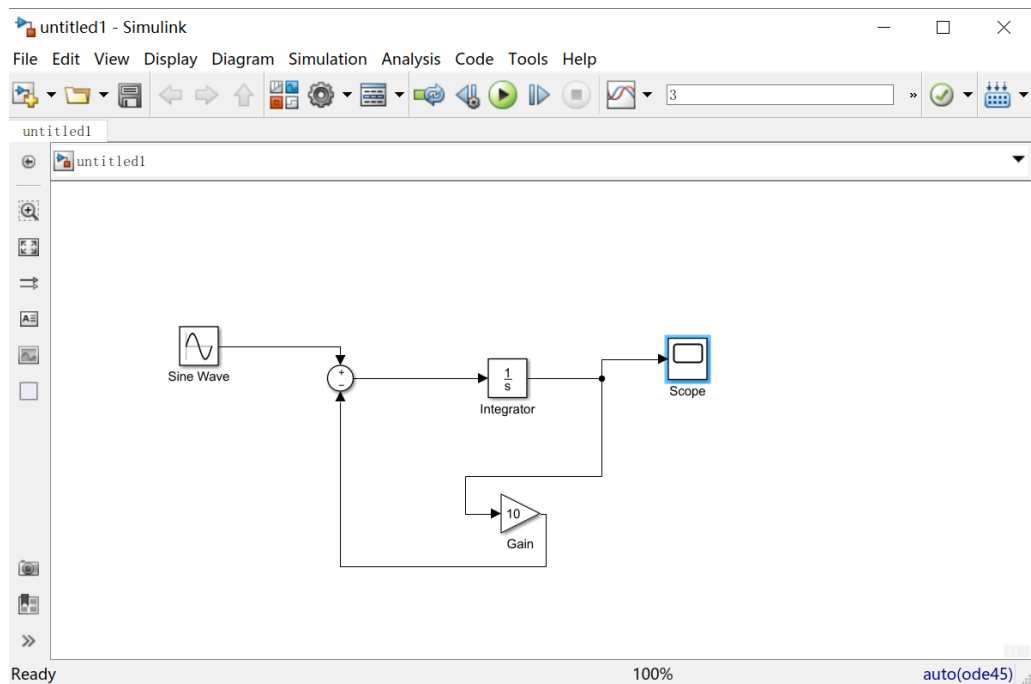 untitled1 - Simulink
File Edit View Display Diagram Simulation Analysis Code Tools Help
3
»
untitled1
untitled1
Sine Wave
+
−
1
s
Integrator
Scope
10
Gain
Ready
100%
auto(ode45)